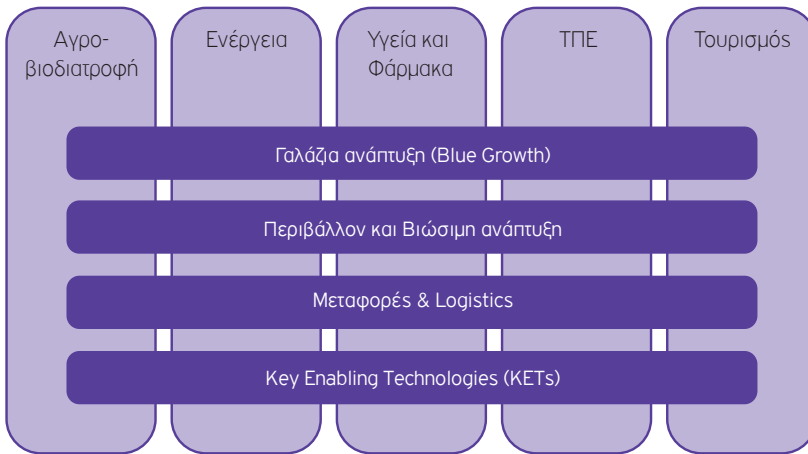 Αγρο-
βιοδιατροφή
Ενέργεια
Υγεία και
Φάρμακα
ΤΠΕ
Τουρισμός
Γαλάζια ανάπτυξη (Blue Growth)
Περιβάλλον και Βιώσιμη ανάπτυξη
Μεταφορές & Logistics
Key Enabling Technologies (KETs)